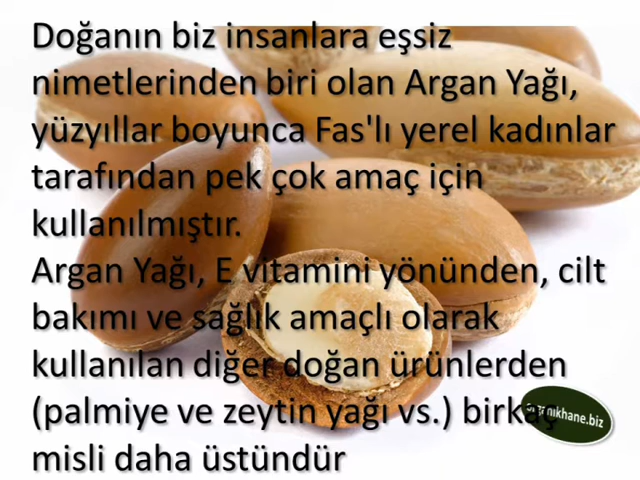 Doğanın biz insanlara eşsiz
nimetlerinden biri olan Argan Yağı,
yüzyıllar boyunca Fas'lı yerel kadınlar
tarafından pek çok amaç için
kullanılmıştır.
Argan Yağı, E vitamini yönünden, cilt
bakımı ve sağlık amaçlı olarak
kullanılan diğer doğan ürünlerden
(palmiye ve zeytin yağı vs.) birkaç
misli daha üstündür
organikhane.biz